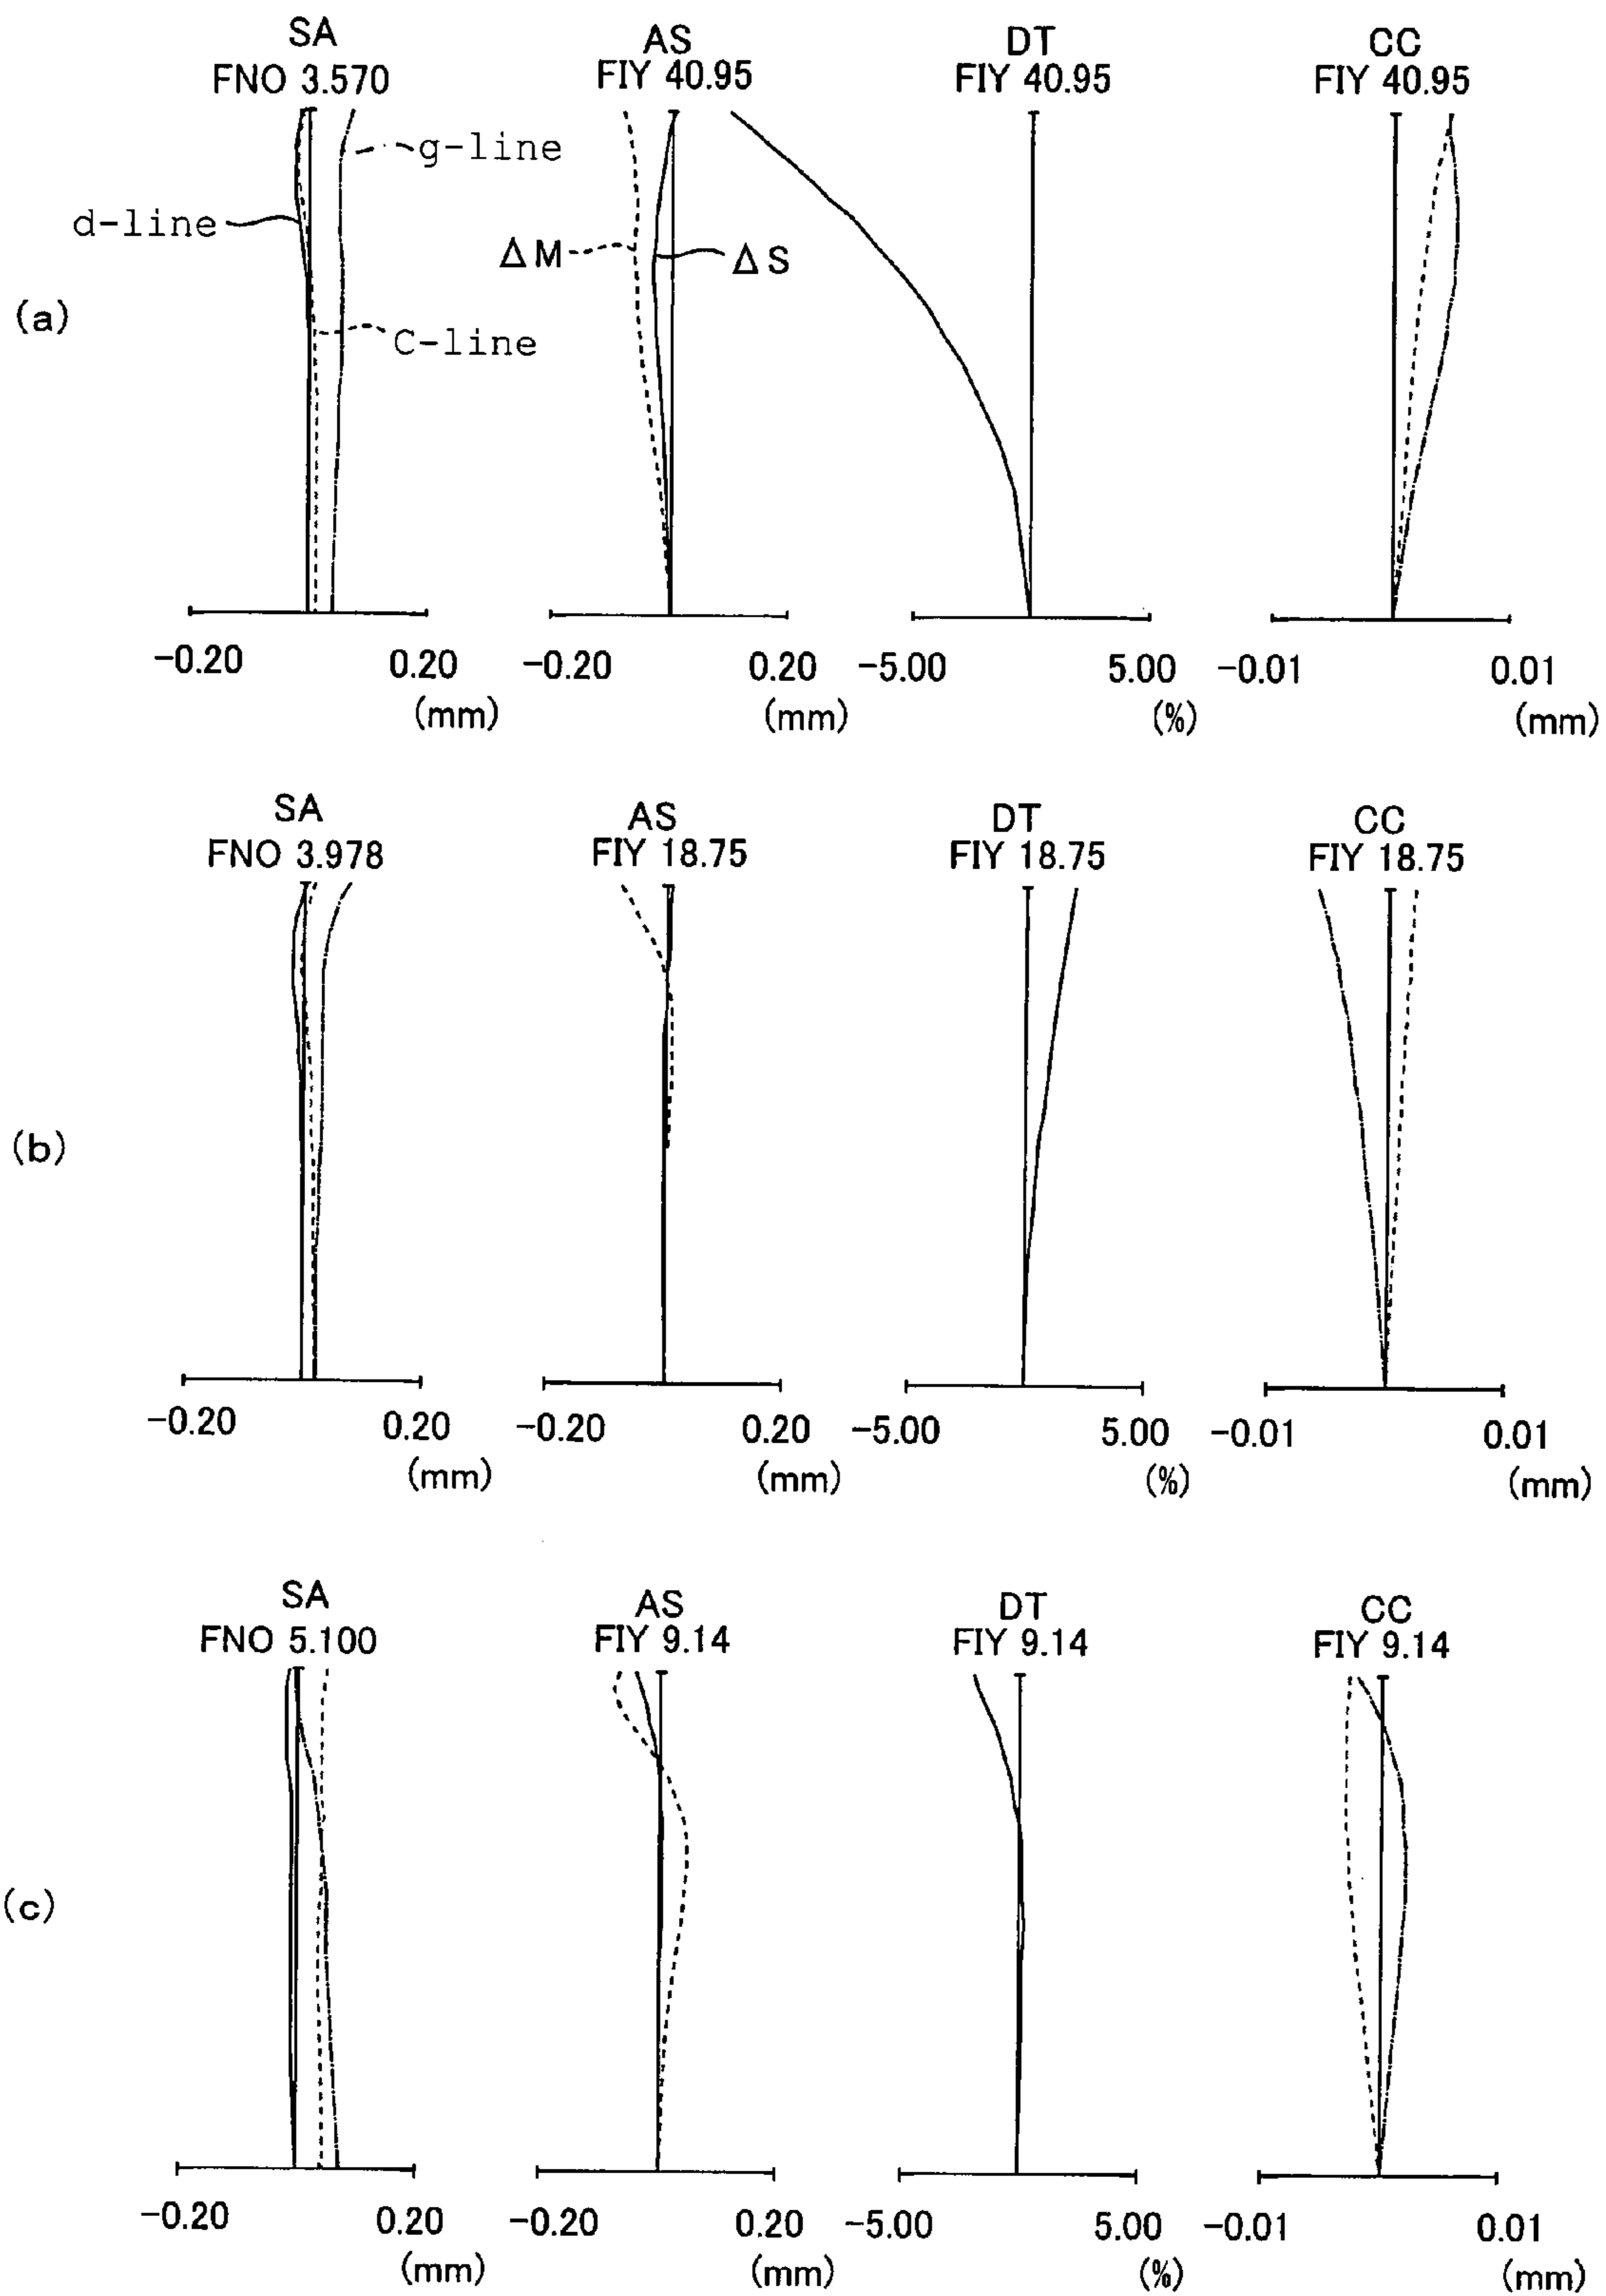 SA AS DT CC
FNO 3.570 FIY 40.95 FIY 40.95 FIY 40.95
g-line
d-line
ΔM ΔS
(a)
C-line
-0.20 0.20 -0.20 0.20 -5.00 5.00 -0.01 0.01
(mm) (mm) (%) (mm)
SA AS DT CC
FNO 3.978 FIY 18.75 FIY 18.75 FIY 18.75
(b)
-0.20 0.20 -0.20 0.20 -5.00 5.00 -0.01 0.01
(mm) (mm) (%) (mm)
SA AS DT CC
FNO 5.100 FIY 9.14 FIY 9.14 FIY 9.14
(c)
-0.20 0.20 -0.20 0.20 -5.00 5.00 -0.01 0.01
(mm) (mm) (%) (mm)